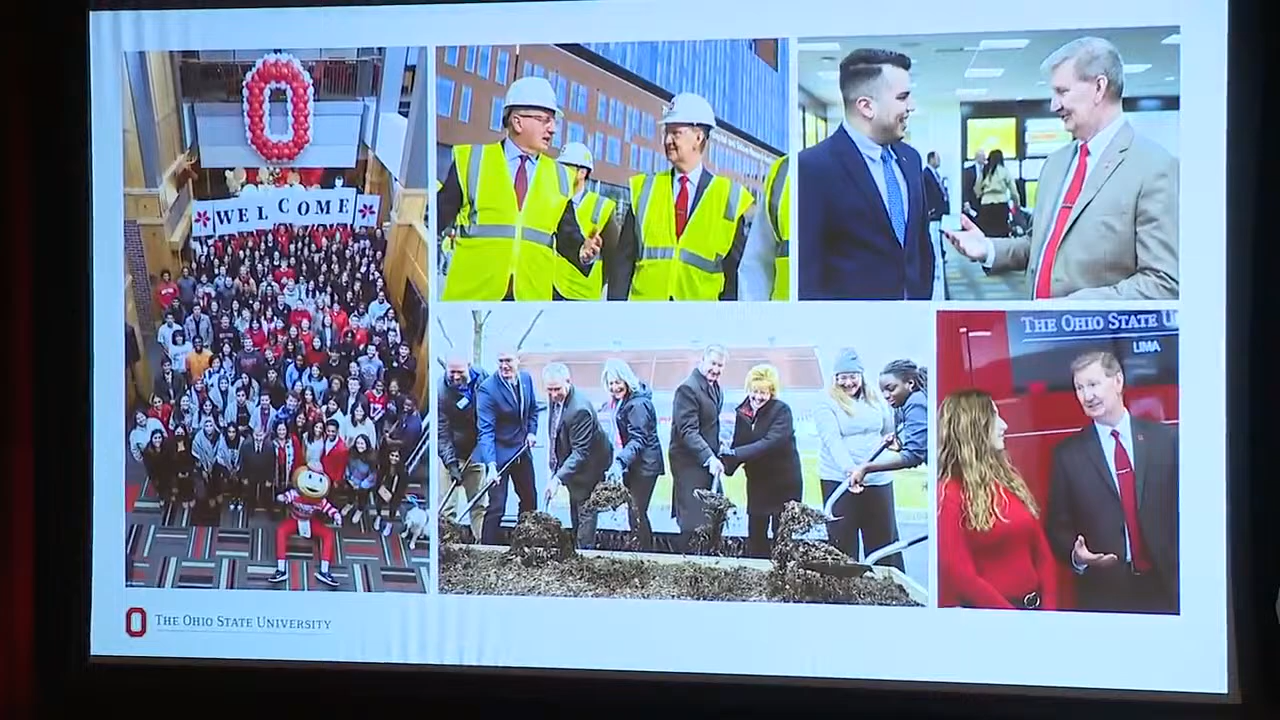 O
WELCOME
THE OHIO STATE U
LIMA
O
THE OHIO STATE UNIVERSITY